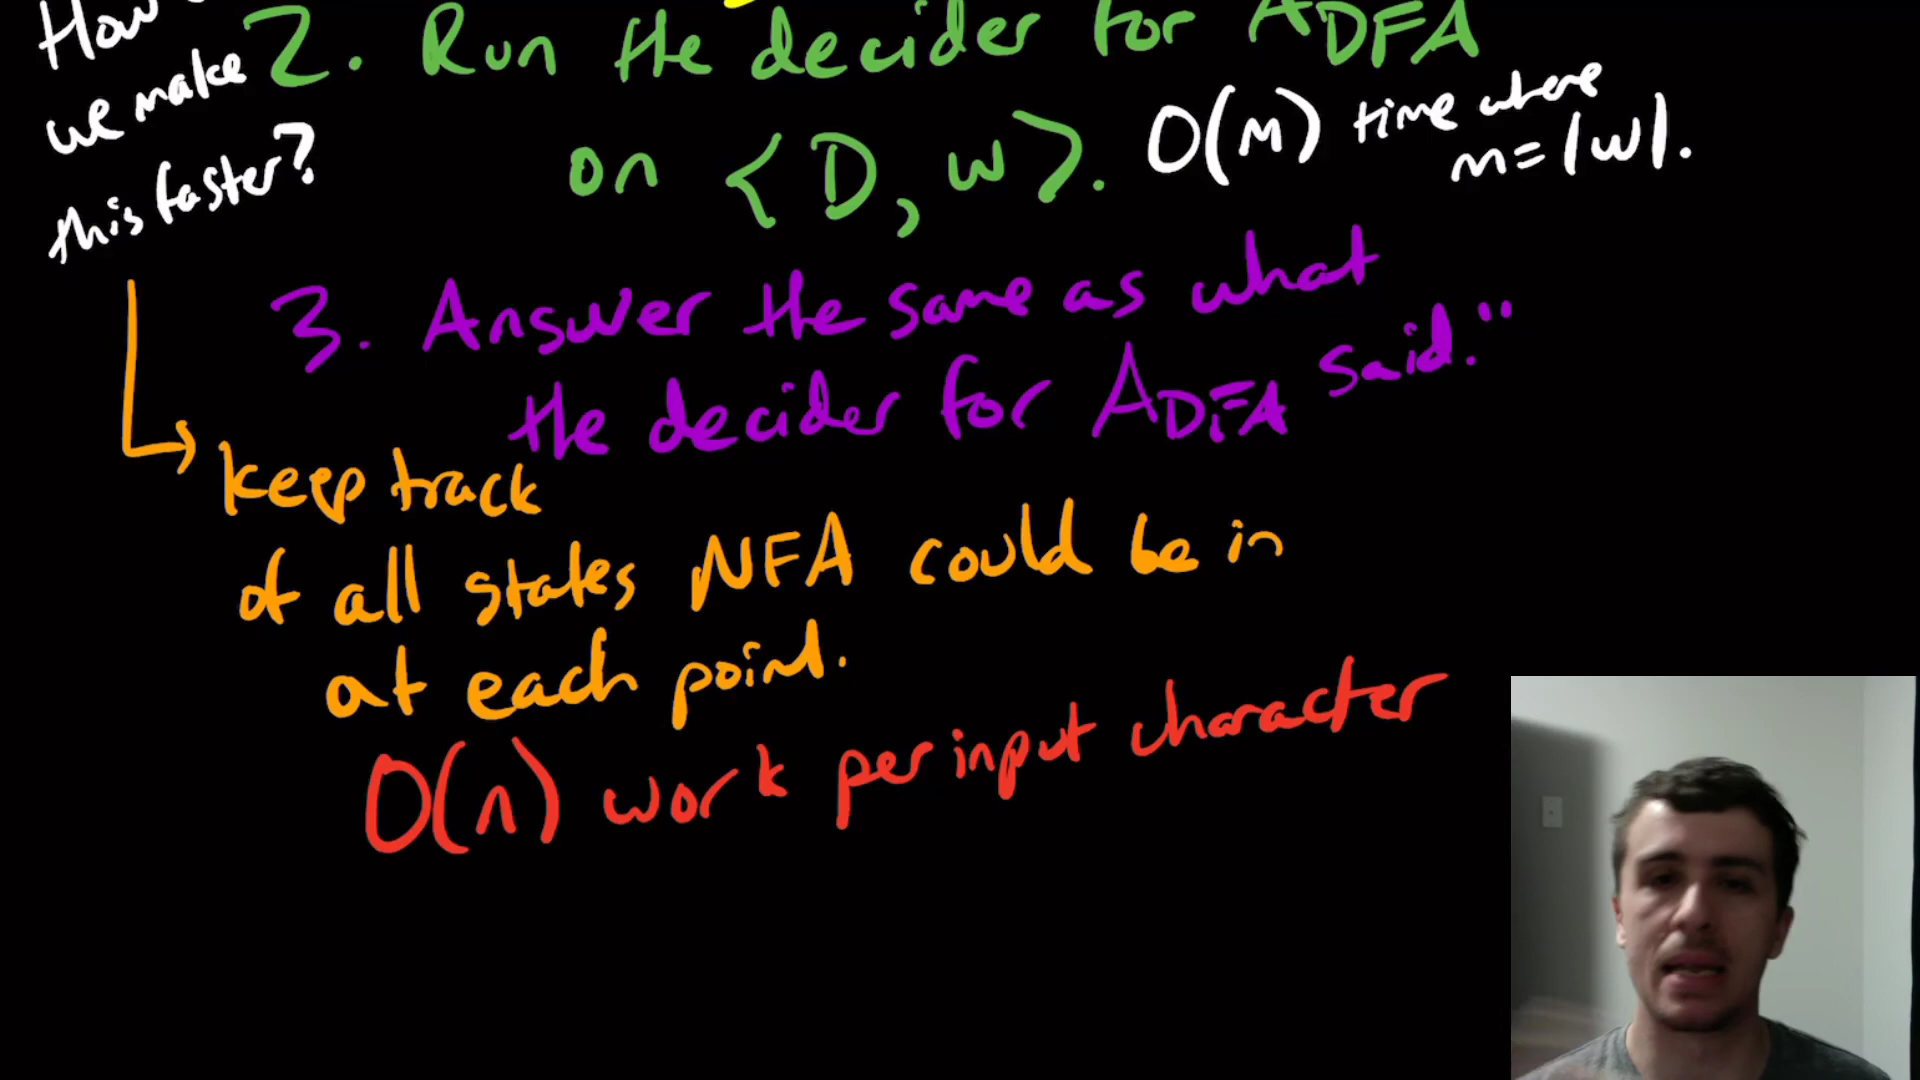 How
we make
this faster?
2. Run the decider for ADFA
on <D, w>. O(m) time where
m=|w|.
3. Answer the same as what
the decider for ADFA said."
keep track
of all states NFA could be in
at each point.
O(n) work per input character